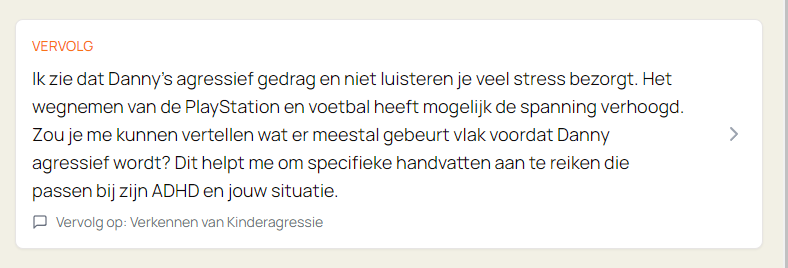 VERVOLG
Ik zie dat Danny's agressief gedrag en niet luisteren je veel stress bezorgt. Het
wegnemen van de PlayStation en voetbal heeft mogelijk de spanning verhoogd.
Zou je me kunnen vertellen wat er meestal gebeurt vlak voordat Danny
agressief wordt? Dit helpt me om specifieke handvatten aan te reiken die
passen bij zijn ADHD en jouw situatie.
Vervolg op: Verkennen van Kinderagressie